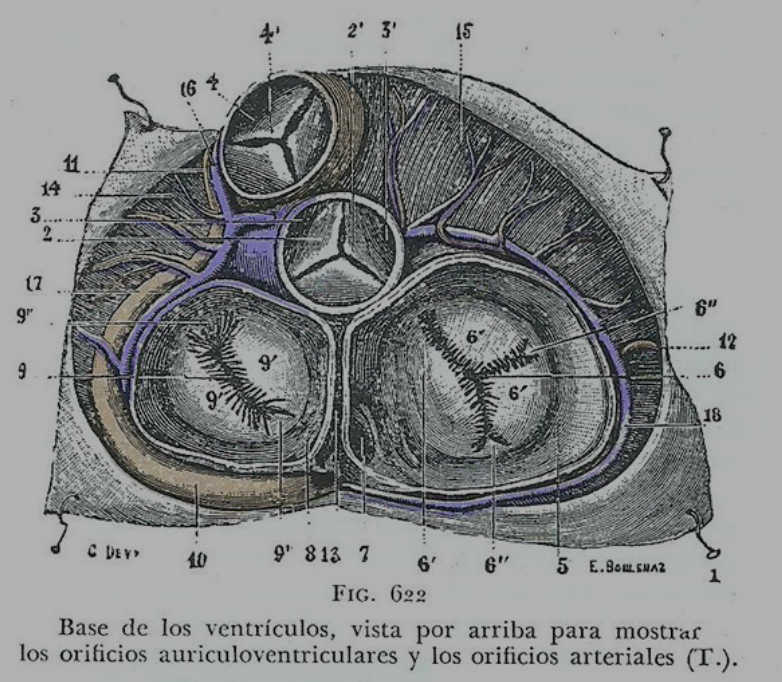 4' 2' 3' 15
4
16
11
14
3
2
17
9"
6"
6' 9' 12
9 6
9' 6'
18
C DEVY 10 9" 8 13 7 6' 6" 5 1
FIG. 622
Base de los ventrículos, vista por arriba para mostrar
los orificios auriculoventriculares y los orificios arteriales (T.).